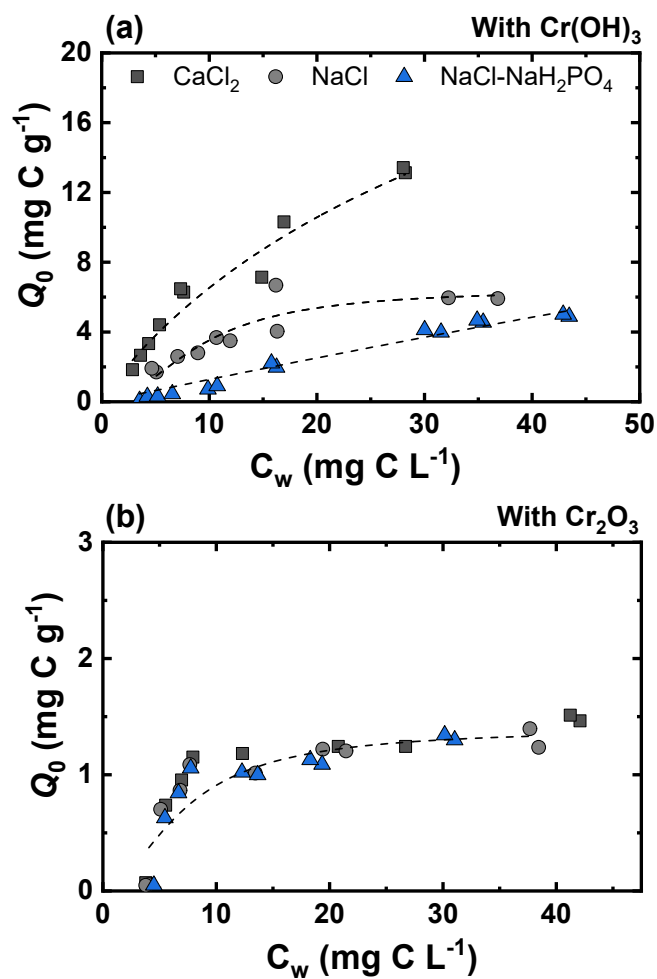 (a) With Cr(OH)₃
20
CaCl₂ NaCl NaCl-NaH₂PO₄
16
12
8
4
0
Q₀ (mg C g⁻¹)
0 10 20 30 40 50
C_w (mg C L⁻¹)
(b) With Cr₂O₃
3
2
1
0
Q₀ (mg C g⁻¹)
0 10 20 30 40
C_w (mg C L⁻¹)